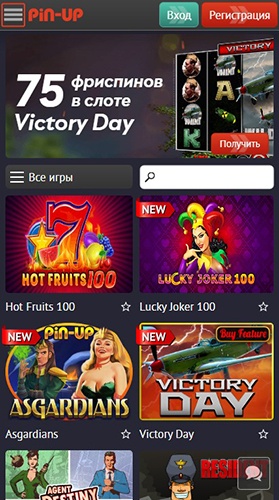 PiN-UP
Вход
Регистрация
75 фриспинов
в слоте
Victory Day
VICTORY
Получить
Все игры
HOT FRUITS 100
NEW
LUCKY JOKER 100
Hot Fruits 100
Lucky Joker 100
NEW
PiN-UP
ASGARDIANS
NEW
Buy Feature
VICTORY
DAY
Asgardians
Victory Day
AGENT
DESTINY